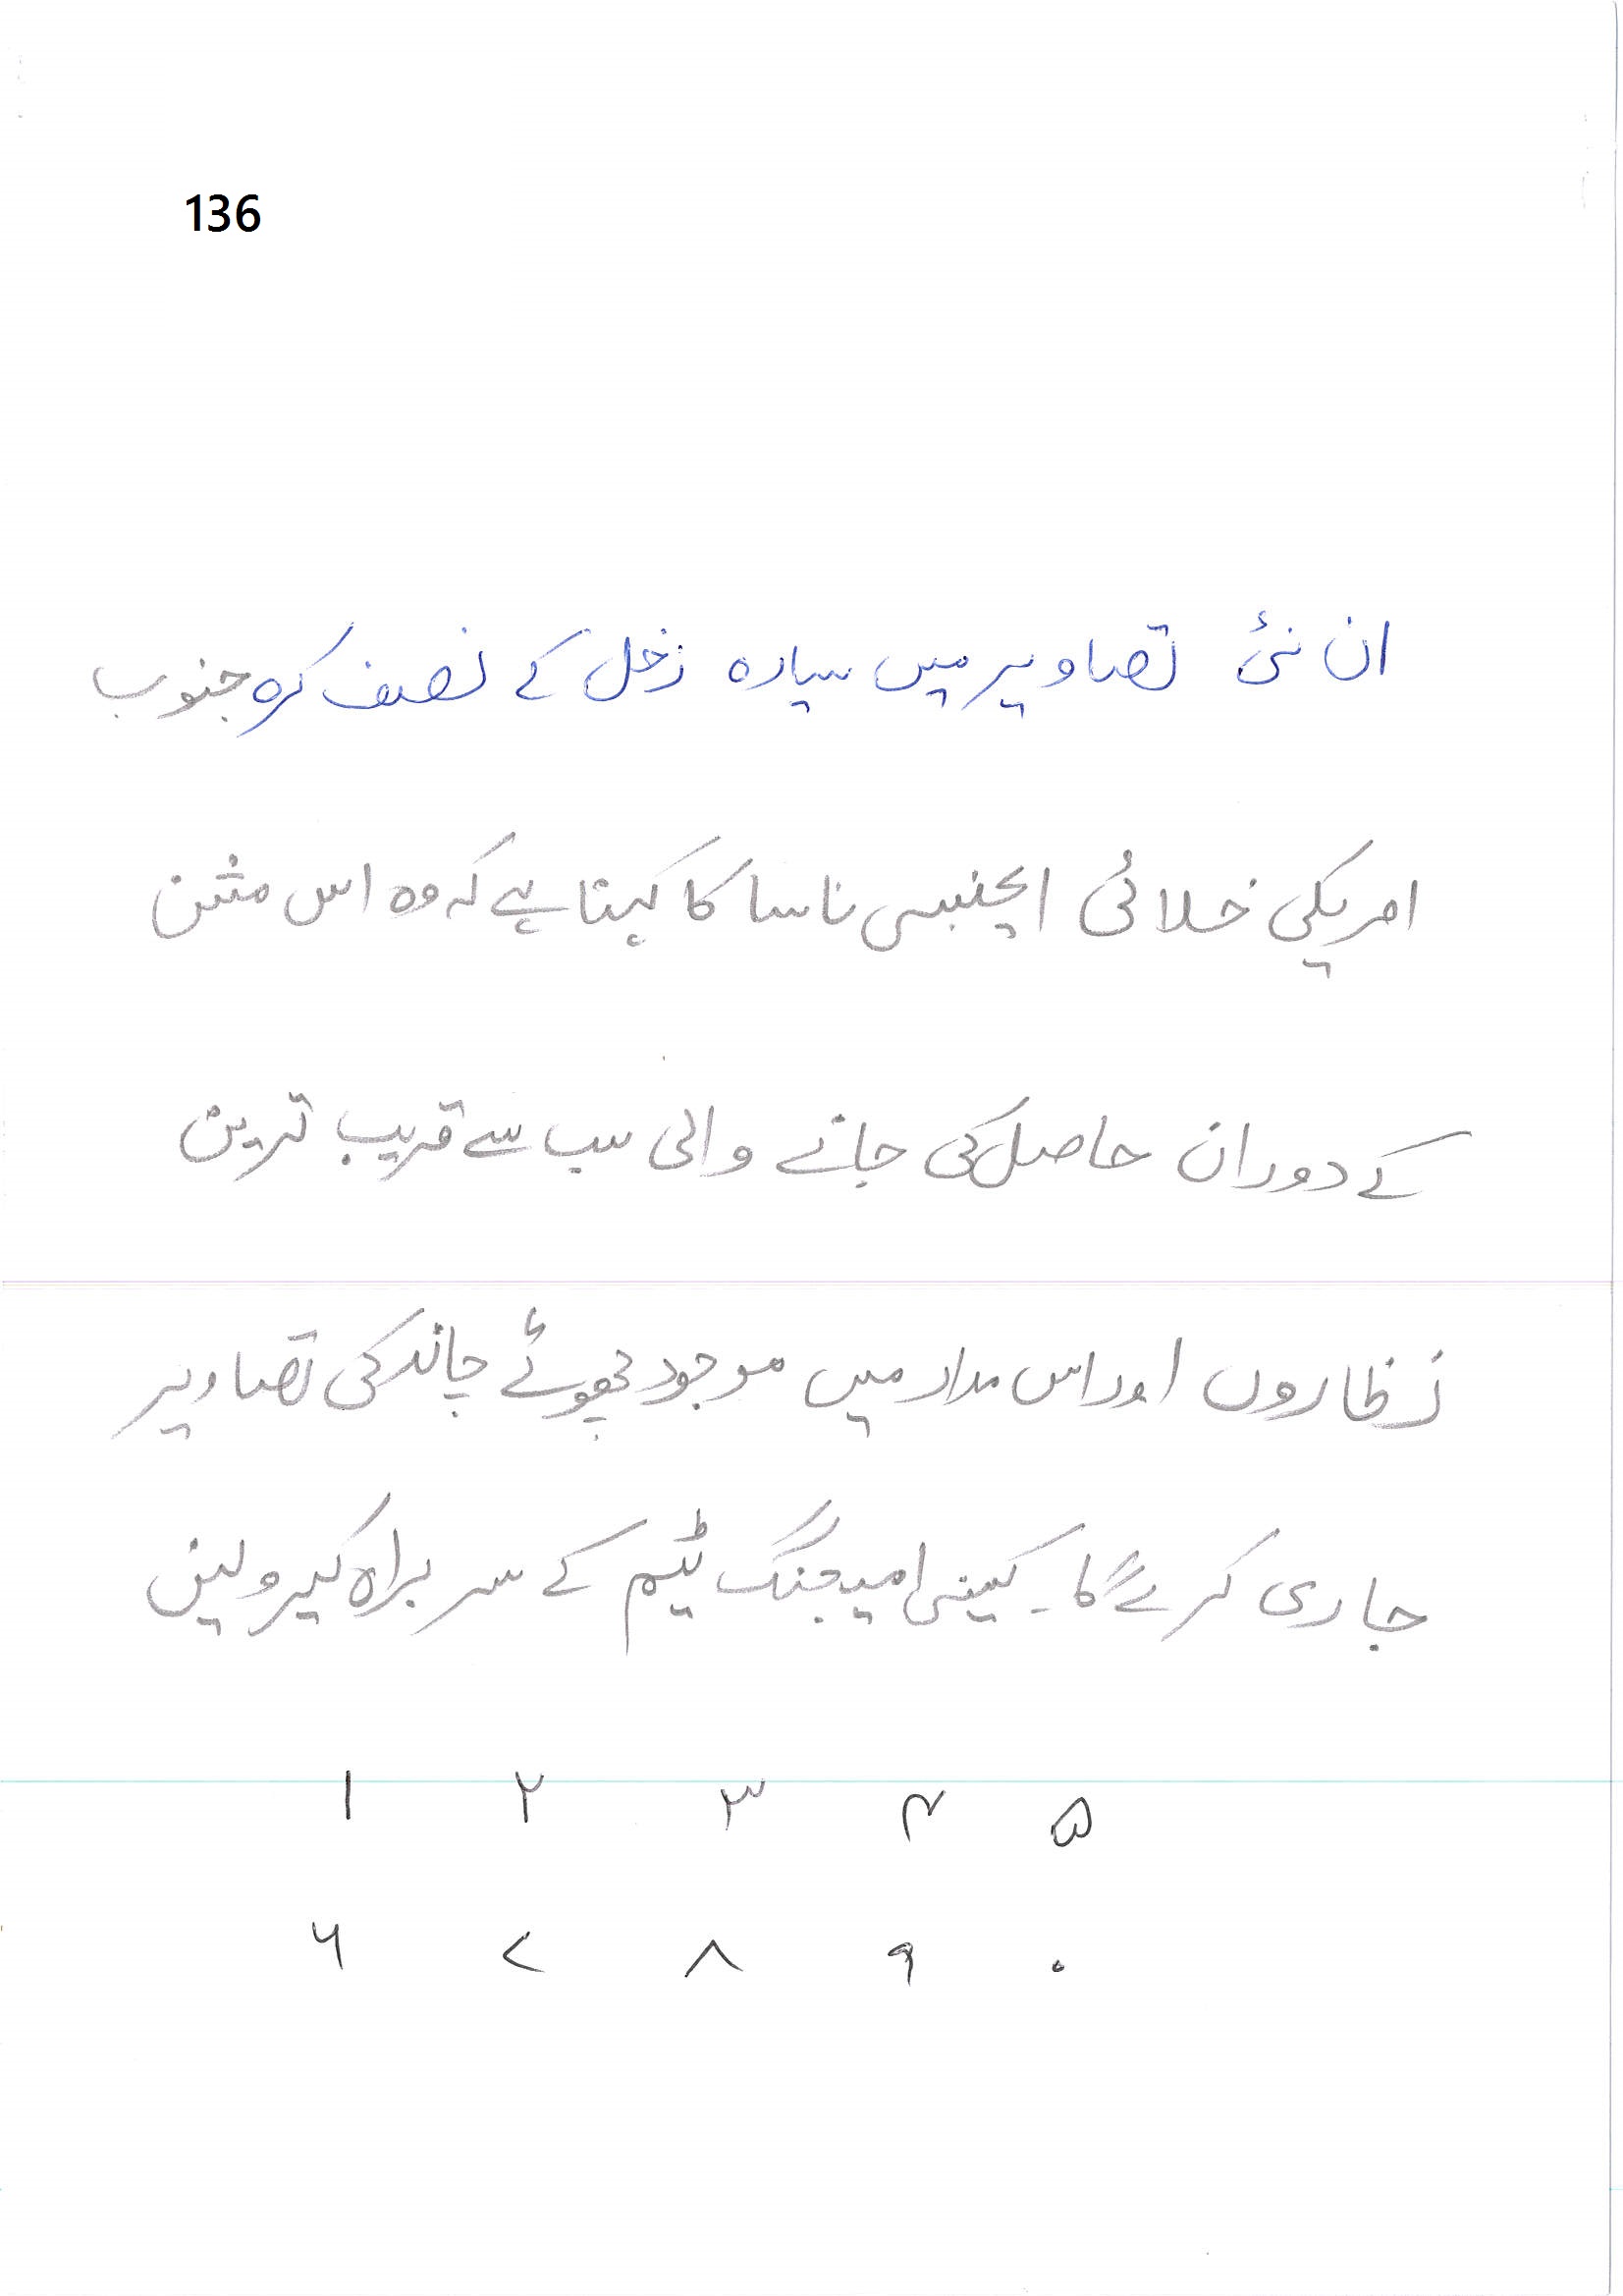 136
ان نئی تصاویر میں سیارہ زخل کے نصف کرہ جنوب
امریکی خلائی ایجنسی ناسا کا کہنا ہے کہ وہ اس مشن
کے دوران حاصل کی جانے والی سب سے قریب ترین
نظاروں اور اس مدار میں موجود چھوئے چاند کی تصاویر
جاری کرے گا۔ کیسنی امیجنگ ٹیم کے سربراہ کیرولین
۱ ۲ ۳ ۴ ۵
۶ ۷ ۸ ۹ ۰